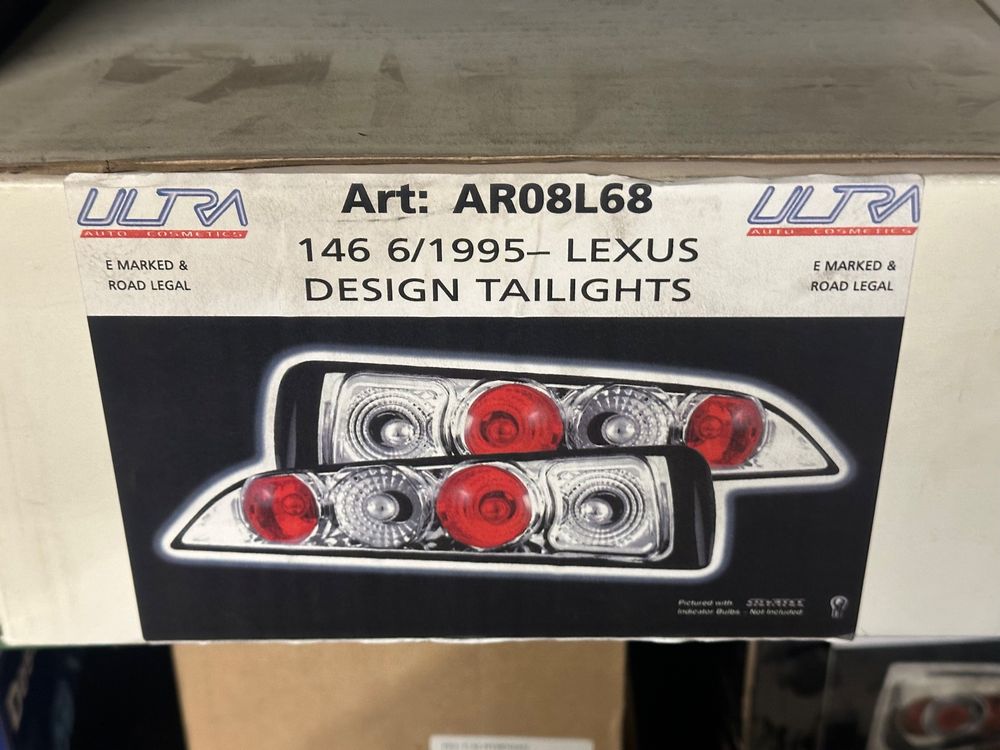 ULTRA
AUTO COSMETICS
E MARKED &
ROAD LEGAL
Art: AR08L68
146 6/1995– LEXUS
DESIGN TAILIGHTS
ULTRA
AUTO COSMETICS
E MARKED &
ROAD LEGAL
Pictured with
Indicator Bulbs - Not Included